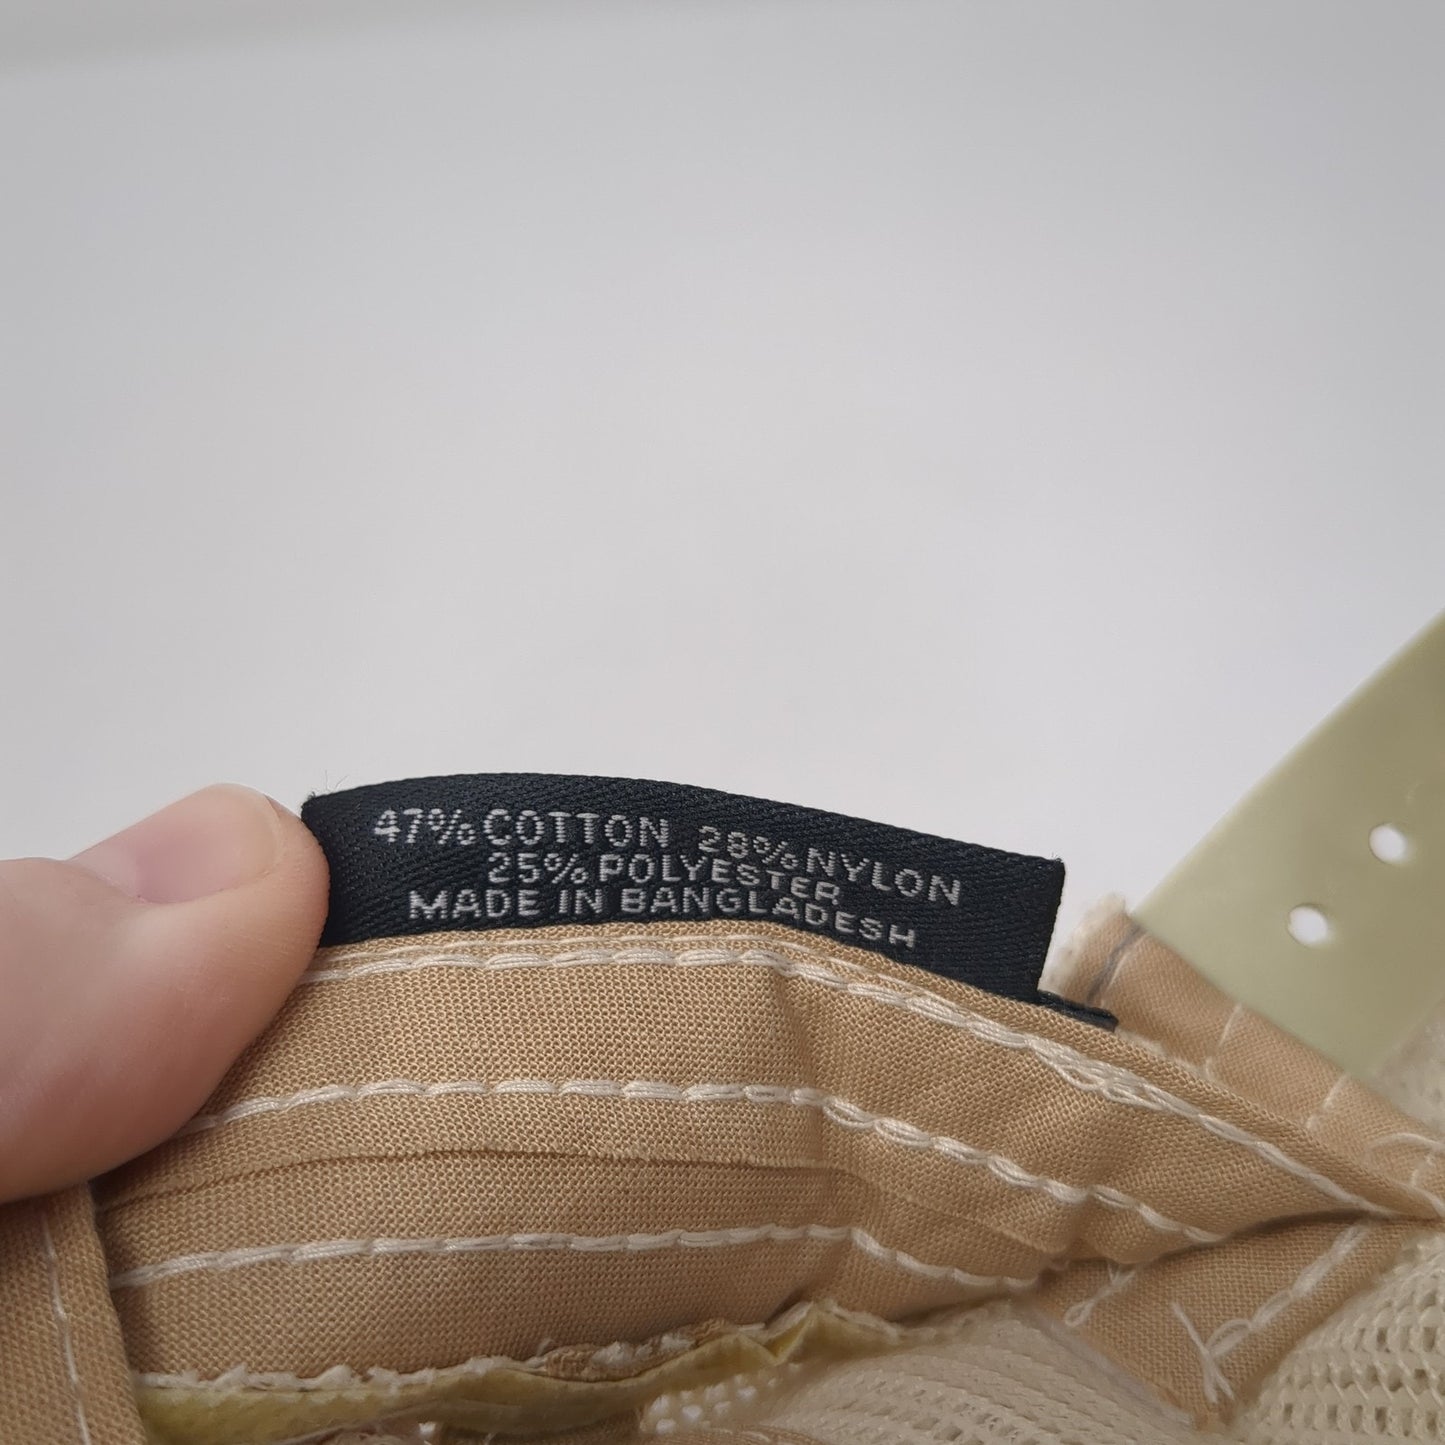 47% COTTON 28% NYLON
25% POLYESTER
MADE IN BANGLADESH